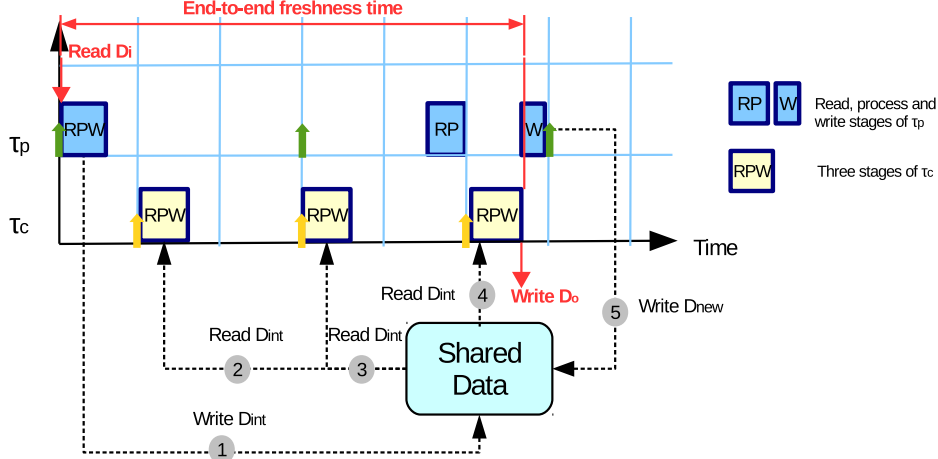 End-to-end freshness time
Read Di
τp
RPW
RP
W
τc
RPW
RPW
RPW
Time
Write Do
Read Dint
4
5
Write Dnew
Read Dint
Read Dint
2
3
Shared
Data
Write Dint
1
RP
W
Read, process and
write stages of τp
RPW
Three stages of τc